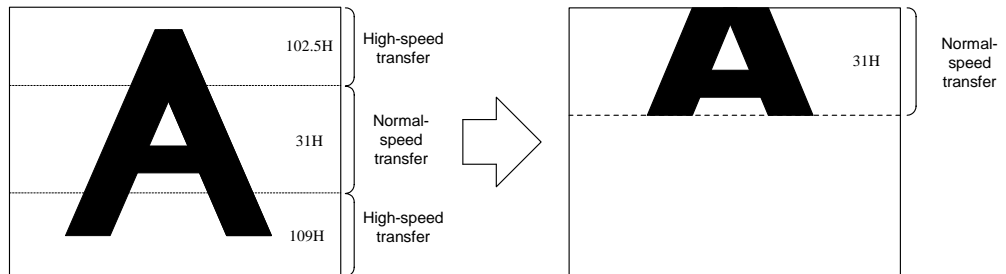 102.5H
High-speed
transfer
31H
Normal-
speed
transfer
109H
High-speed
transfer
A
31H
Normal-
speed
transfer
A